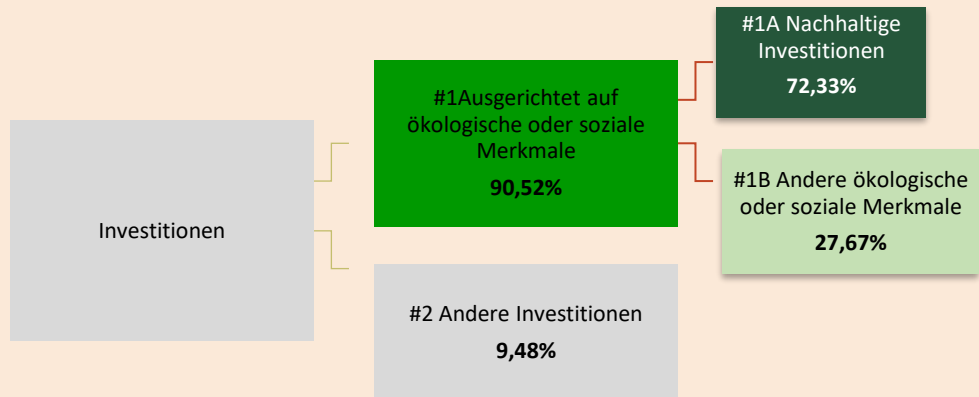 Investitionen
#1Ausgerichtet auf
ökologische oder soziale
Merkmale
90,52%
#2 Andere Investitionen
9,48%
#1A Nachhaltige
Investitionen
72,33%
#1B Andere ökologische
oder soziale Merkmale
27,67%